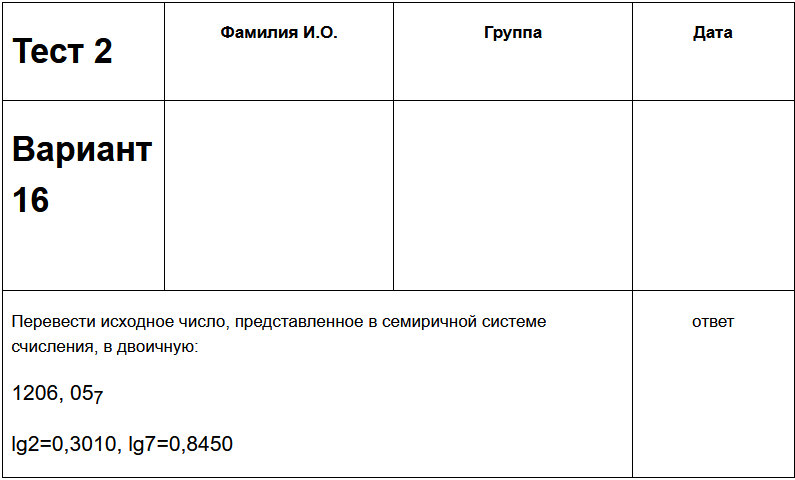 Тест 2
Фамилия И.О.
Группа
Дата
Вариант
16
Перевести исходное число, представленное в семиричной системе
счисления, в двоичную:
ответ
1206, 05₇
lg2=0,3010, lg7=0,8450